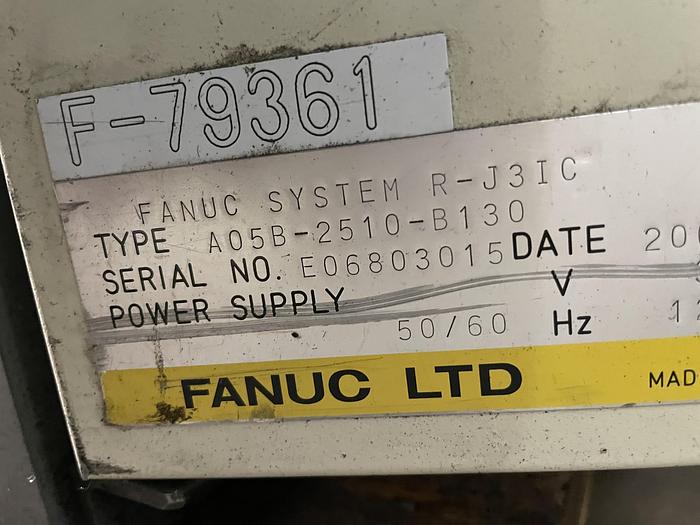 F-79361
FANUC SYSTEM R-J3IC
TYPE A05B-2510-B130
SERIAL NO. E06803015 DATE
POWER SUPPLY V
50/60 Hz
FANUC LTD